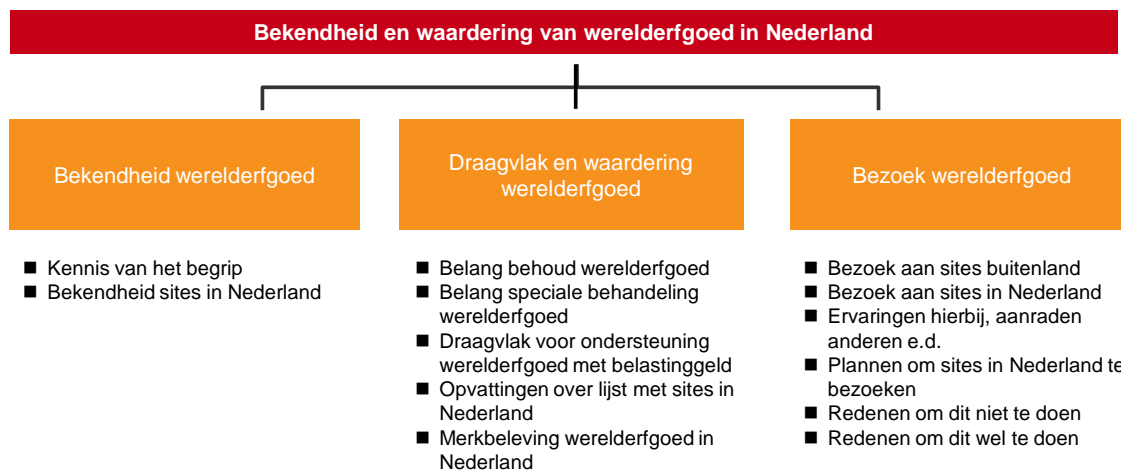 Bekendheid en waardering van werelderfgoed in Nederland
Bekendheid werelderfgoed
■ Kennis van het begrip
■ Bekendheid sites in Nederland
Draagvlak en waardering
werelderfgoed
■ Belang behoud werelderfgoed
■ Belang speciale behandeling
werelderfgoed
■ Draagvlak voor ondersteuning
werelderfgoed met belastinggeld
■ Opvattingen over lijst met sites in
Nederland
■ Merkbeleving werelderfgoed in
Nederland
Bezoek werelderfgoed
■ Bezoek aan sites buitenland
■ Bezoek aan sites in Nederland
■ Ervaringen hierbij, aanraden
anderen e.d.
■ Plannen om sites in Nederland te
bezoeken
■ Redenen om dit niet te doen
■ Redenen om dit wel te doen